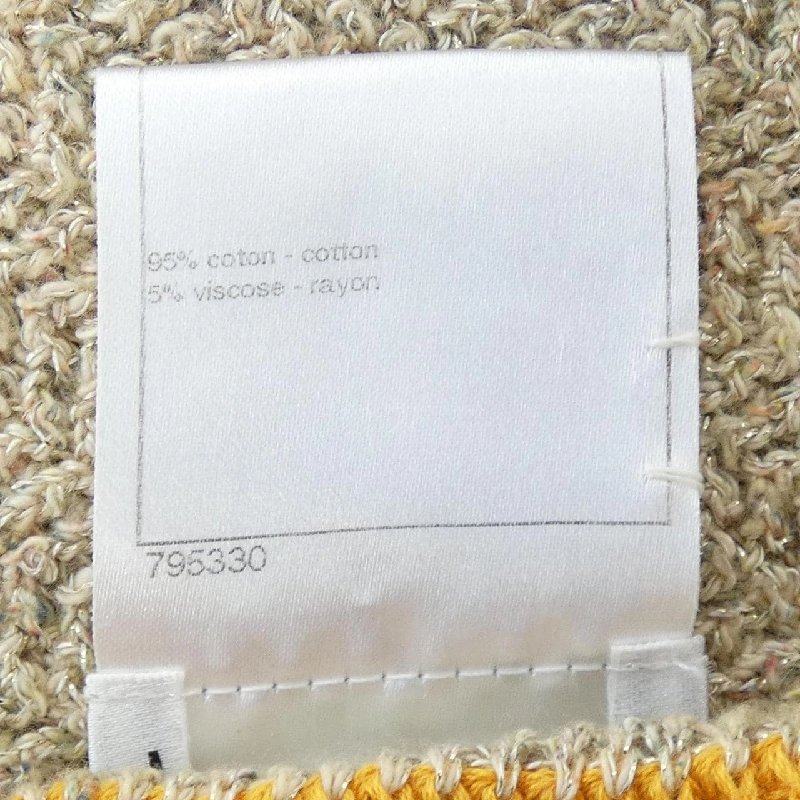 95% coton - cotton
5% viscose - rayon
795330